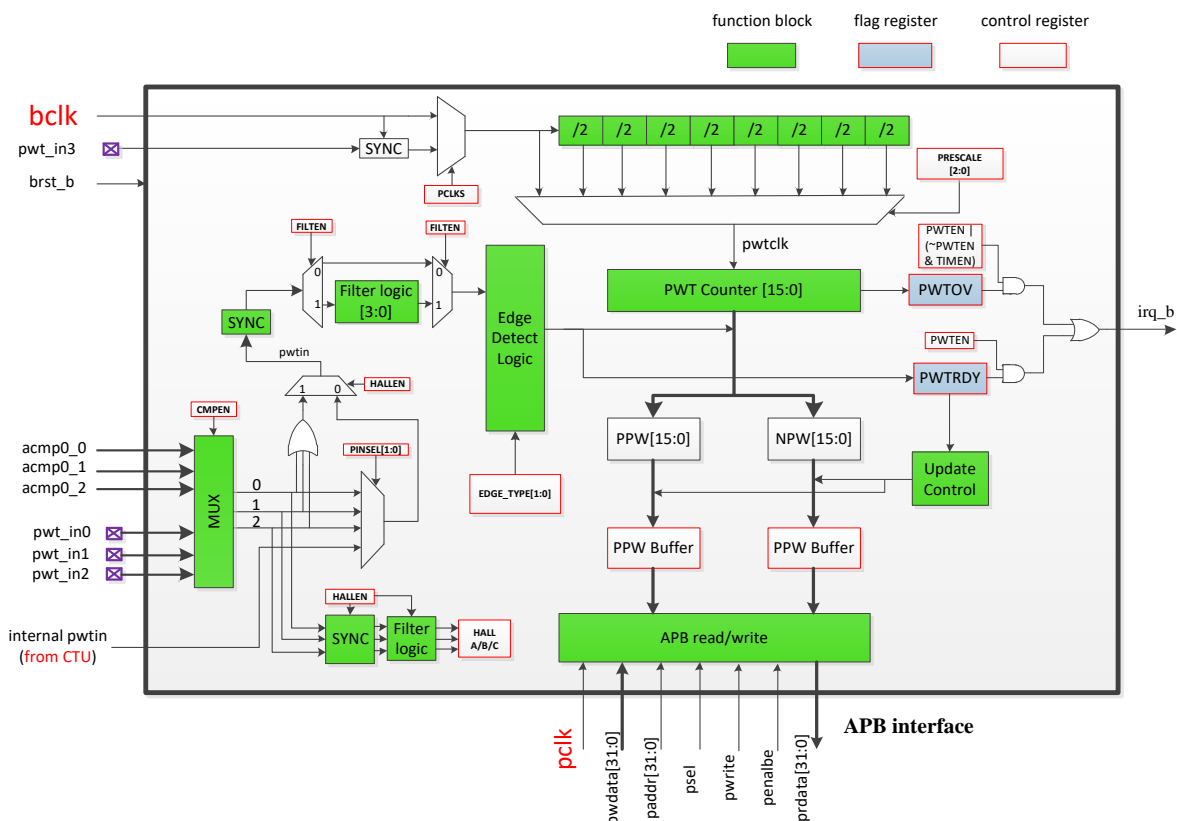 function block
flag register
control register
bclk
pwt_in3
brst_b
SYNC
PCLKS
/2
/2
/2
/2
/2
/2
/2
/2
PRESCALE
[2:0]
pwtclk
FILTEN
FILTEN
0
1
Filter logic
[3:0]
0
1
SYNC
pwtin
Edge
Detect
Logic
PWT Counter [15:0]
PWTEN |
(~PWTEN
& TIMEN)
PWTOV
PWTEN
PWTRDY
irq_b
1
0
HALLEN
CMPEN
acmp0_0
acmp0_1
acmp0_2
pwt_in0
pwt_in1
pwt_in2
MUX
0
1
2
PINSEL[1:0]
EDGE_TYPE[1:0]
PPW[15:0]
NPW[15:0]
Update
Control
PPW Buffer
PPW Buffer
internal pwtin
(from CTU)
HALLEN
SYNC
Filter
logic
HALL
A/B/C
APB read/write
APB interface
pclk
pwdata[31:0]
paddr[31:0]
psel
pwrite
penalbe
prdata[31:0]